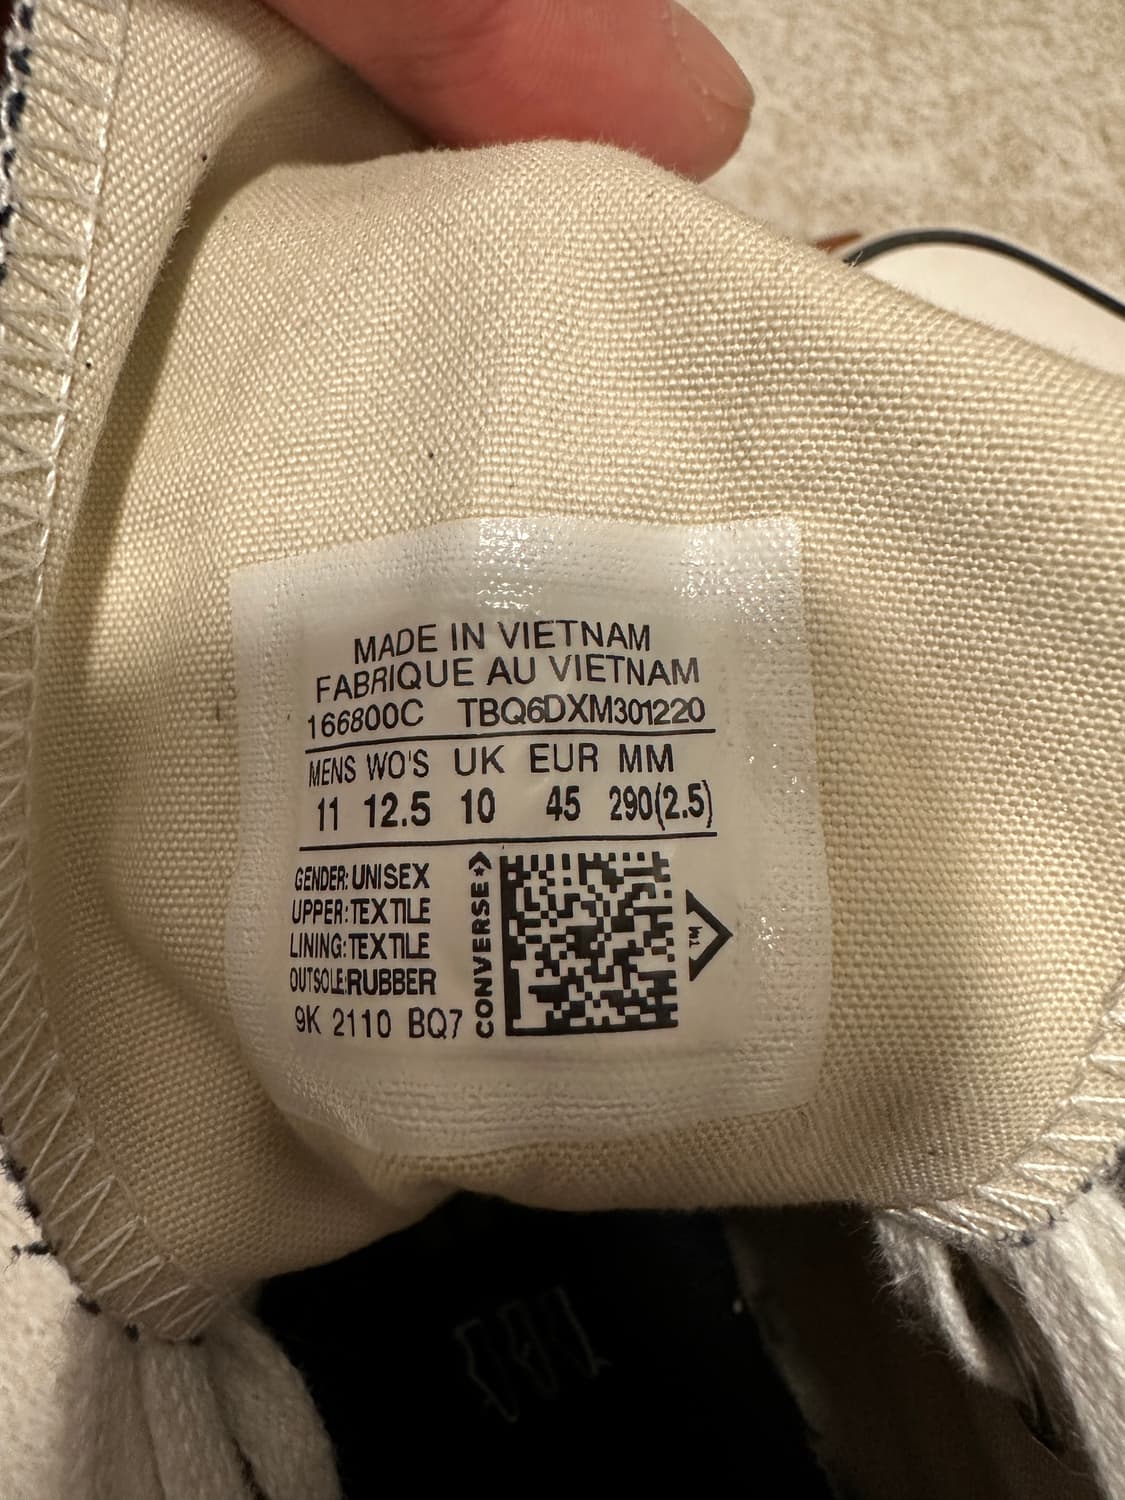 MADE IN VIETNAM
FABRIQUE AU VIETNAM
166800C TBQ6DXM301220
MENS WO'S UK EUR MM
11 12.5 10 45 290(2.5)
GENDER: UNISEX
UPPER: TEXTILE
LINING: TEXTILE
OUTSOLE:RUBBER
9K 2110 BQ7
CONVERSE